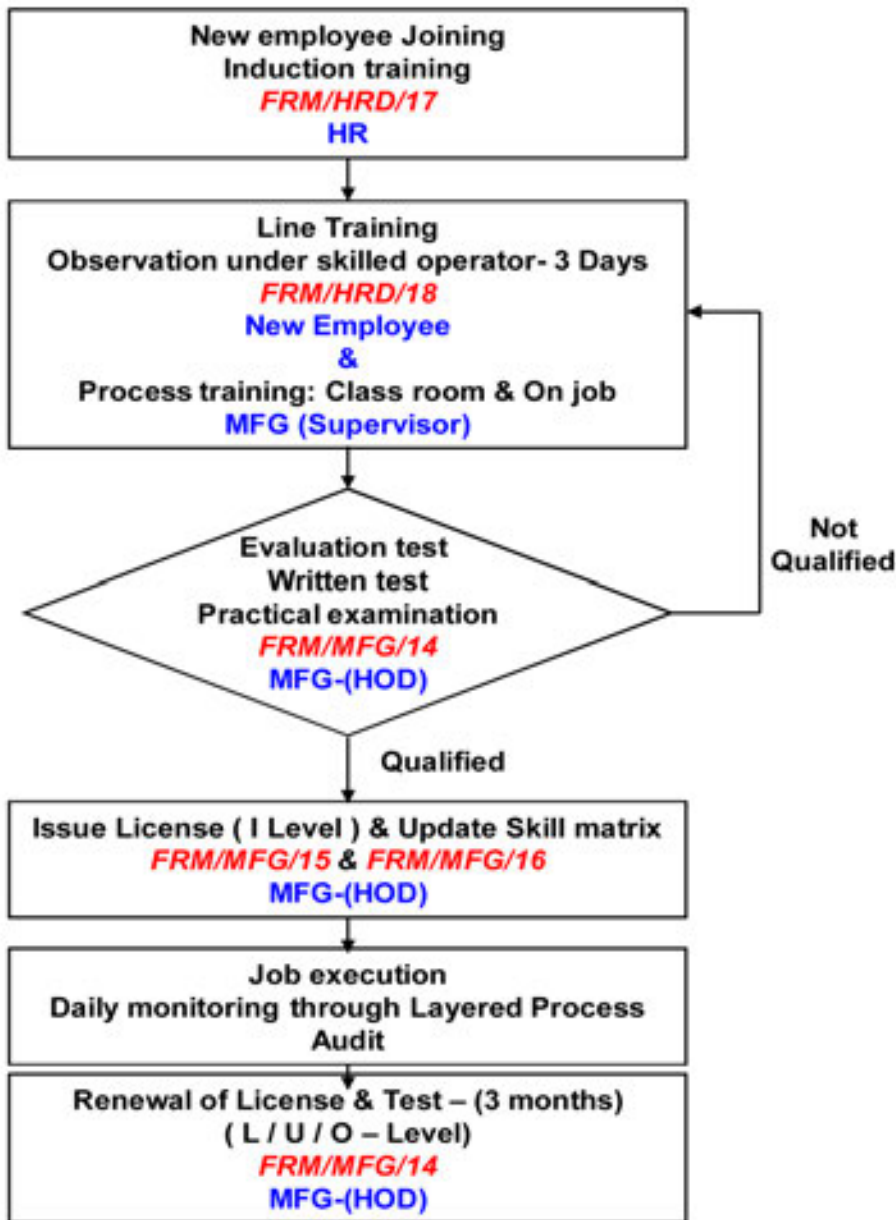 New employee Joining
Induction training
FRM/HRD/17
HR
Line Training
Observation under skilled operator- 3 Days
FRM/HRD/18
New Employee
&
Process training: Class room & On job
MFG (Supervisor)
Evaluation test
Written test
Practical examination
FRM/MFG/14
MFG-(HOD)
Not
Qualified
Qualified
Issue License ( I Level ) & Update Skill matrix
FRM/MFG/15 & FRM/MFG/16
MFG-(HOD)
Job execution
Daily monitoring through Layered Process
Audit
Renewal of License & Test – (3 months)
( L / U / O – Level)
FRM/MFG/14
MFG-(HOD)